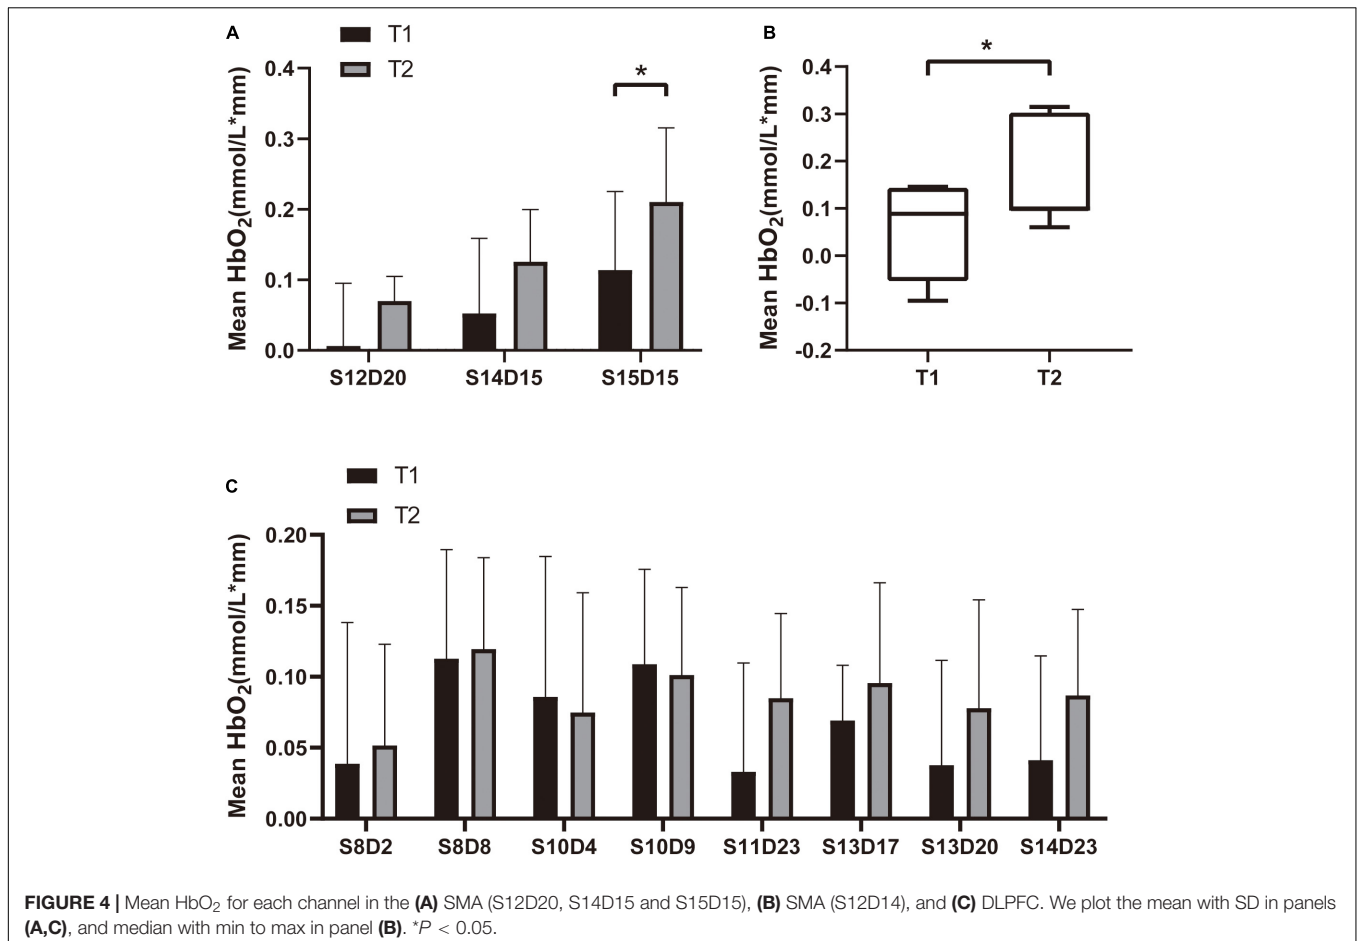 A
T1
T2
0.4
0.3
0.2
0.1
0.0
Mean HbO2(mmol/L*mm)
*
S12D20 S14D15 S15D15
B
0.4
0.3
0.2
0.1
0.0
-0.1
-0.2
Mean HbO2(mmol/L*mm)
*
T1 T2
C
T1
T2
0.20
0.15
0.10
0.05
0.00
Mean HbO2(mmol/L*mm)
S8D2 S8D8 S10D4 S10D9 S11D23 S13D17 S13D20 S14D23
FIGURE 4 | Mean HbO2 for each channel in the (A) SMA (S12D20, S14D15 and S15D15), (B) SMA (S12D14), and (C) DLPFC. We plot the mean with SD in panels
(A,C), and median with min to max in panel (B). *P < 0.05.